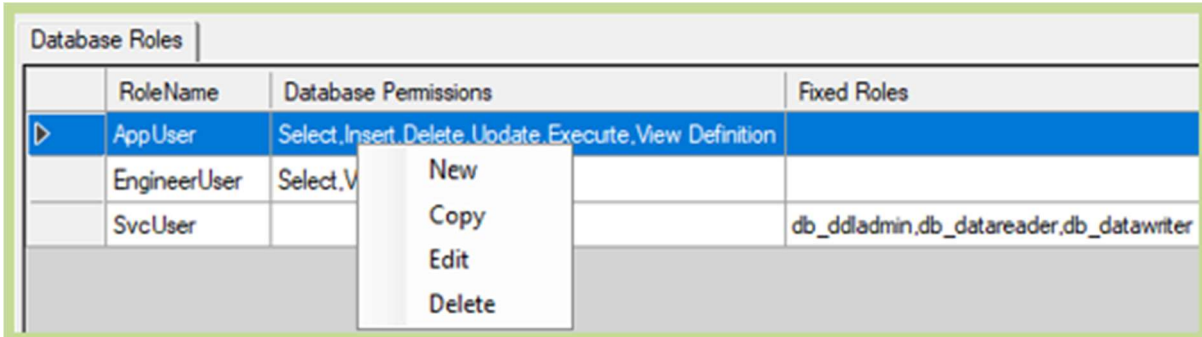 Database Roles
RoleName Database Permissions Fixed Roles
AppUser Select,Insert,Delete,Update,Execurte,View Definition
New
EngineerUser Select,V
Copy
SvcUser db_ddladmin,db_datareader,db_datawriter
Edit
Delete